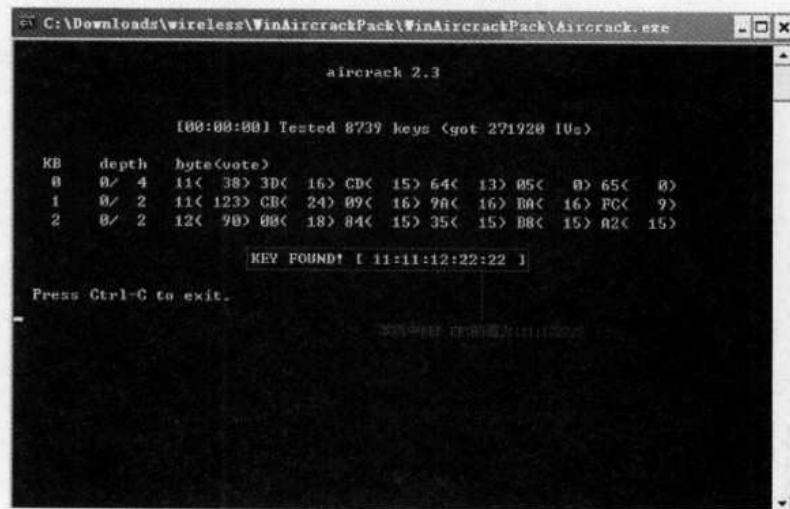 C:\Downloads\wireless\WinAircrackPack\WinAircrackPack\Aircrack.exe
aircrack 2.3
[00:00:00] Tested 8739 keys (got 271920 IVs)
KB depth byte(vote)
0 0/ 4 11( 38) 3D( 16) CD( 15) 64( 13) 05( 0) 65( 0)
1 0/ 2 11( 123) CB( 24) 09( 16) 9A( 16) BA( 16) FC( 9)
2 0/ 2 12( 90) 00( 18) 84( 15) 35( 15) B8( 15) A2( 15)
KEY FOUND! [ 11:11:12:22:22 ]
Press Ctrl-C to exit.